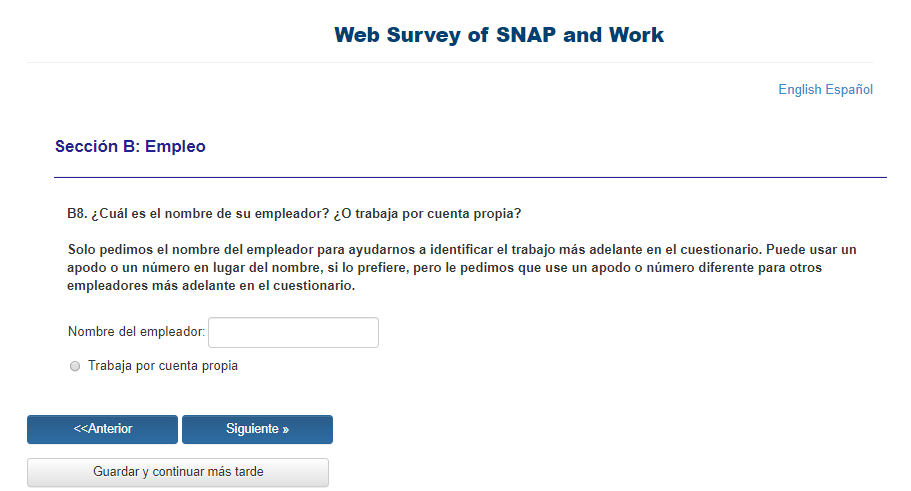 Web Survey of SNAP and Work
English Español
Sección B: Empleo
B8. ¿Cuál es el nombre de su empleador? ¿O trabaja por cuenta propia?
Solo pedimos el nombre del empleador para ayudarnos a identificar el trabajo más adelante en el cuestionario. Puede usar un
apodo o un número en lugar del nombre, si lo prefiere, pero le pedimos que use un apodo o número diferente para otros
empleadores más adelante en el cuestionario.
Nombre del empleador:
Trabaja por cuenta propia
<<Anterior
Siguiente »
Guardar y continuar más tarde